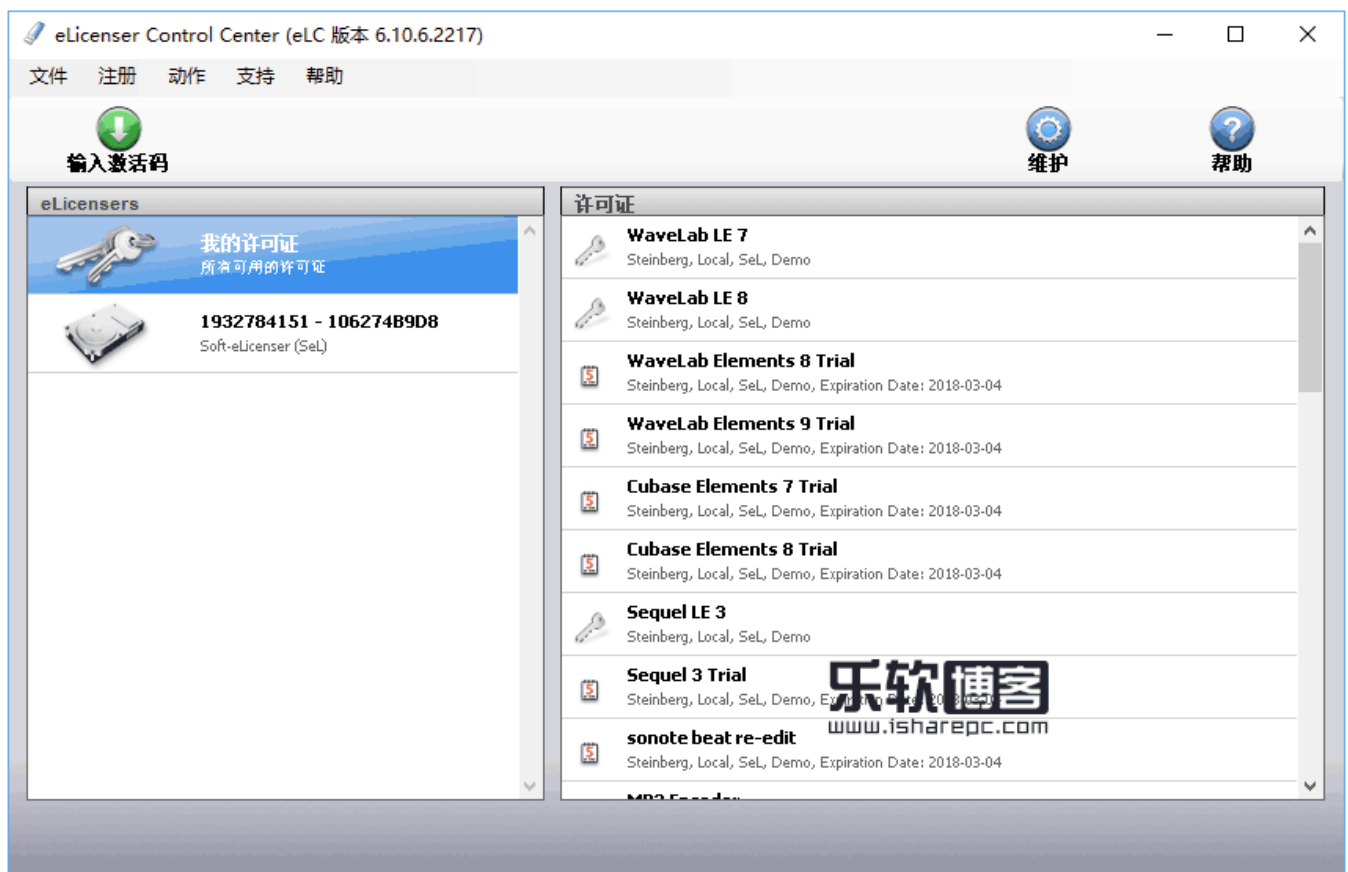 eLicenser Control Center (eLC 版本 6.10.6.2217)
文件 注册 动作 支持 帮助
输入激活码 维护 帮助
eLicensers
我的许可证
所有可用的许可证
1932784151 - 106274B9D8
Soft-eLicenser (SeL)
许可证
WaveLab LE 7
Steinberg, Local, SeL, Demo
WaveLab LE 8
Steinberg, Local, SeL, Demo
WaveLab Elements 8 Trial
Steinberg, Local, SeL, Demo, Expiration Date: 2018-03-04
WaveLab Elements 9 Trial
Steinberg, Local, SeL, Demo, Expiration Date: 2018-03-04
Cubase Elements 7 Trial
Steinberg, Local, SeL, Demo, Expiration Date: 2018-03-04
Cubase Elements 8 Trial
Steinberg, Local, SeL, Demo, Expiration Date: 2018-03-04
Sequel LE 3
Steinberg, Local, SeL, Demo
Sequel 3 Trial
Steinberg, Local, SeL, Demo,
乐软博客
www.isharepc.com
sonote beat re-edit
Steinberg, Local, SeL, Demo, Expiration Date: 2018-03-04